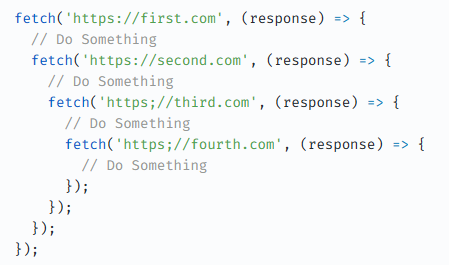 fetch('https://first.com', (response) => {
  // Do Something
  fetch('https://second.com', (response) => {
    // Do Something
    fetch('https;//third.com', (response) => {
      // Do Something
      fetch('https;//fourth.com', (response) => {
        // Do Something
      });
    });
  });
});